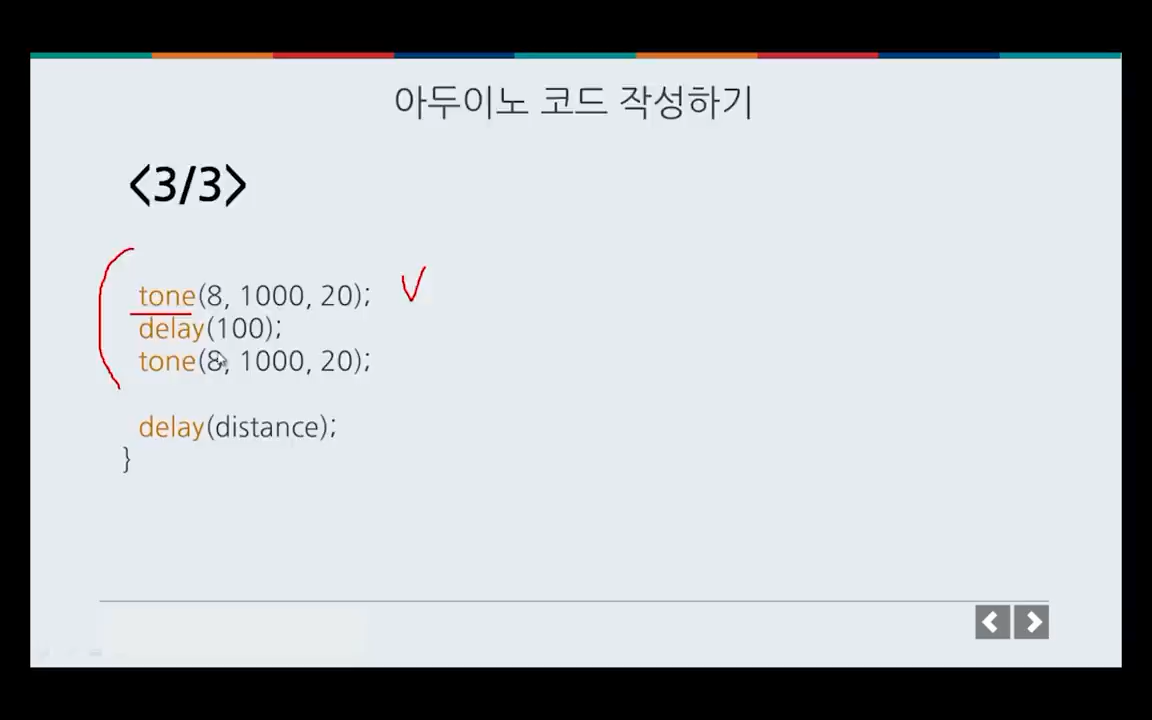 아두이노 코드 작성하기
<3/3>
tone(8, 1000, 20);
delay(100);
tone(8, 1000, 20);
delay(distance);
}